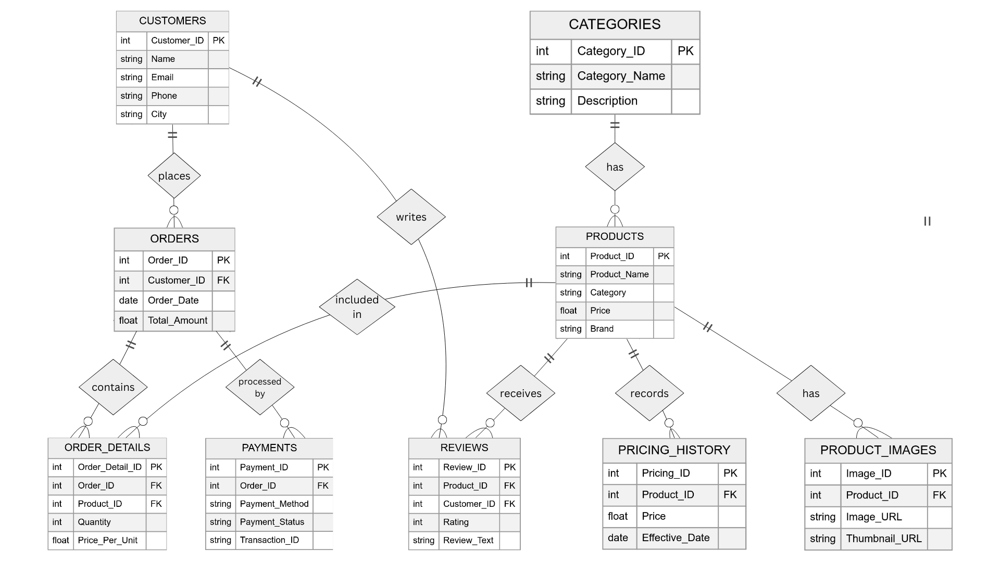 CUSTOMERS
int Customer_ID PK
string Name
string Email
string Phone
string City
CATEGORIES
int Category_ID PK
string Category_Name
string Description
places
has
writes
ORDERS
int Order_ID PK
int Customer_ID FK
date Order_Date
float Total_Amount
PRODUCTS
int Product_ID PK
string Product_Name
string Category
float Price
string Brand
included
in
contains
processed
by
receives
records
has
ORDER_DETAILS
int Order_Detail_ID PK
int Order_ID FK
int Product_ID FK
int Quantity
float Price_Per_Unit
PAYMENTS
int Payment_ID PK
int Order_ID FK
string Payment_Method
string Payment_Status
string Transaction_ID
REVIEWS
int Review_ID PK
int Product_ID FK
int Customer_ID FK
int Rating
string Review_Text
PRICING_HISTORY
int Pricing_ID PK
int Product_ID FK
float Price
date Effective_Date
PRODUCT_IMAGES
int Image_ID PK
int Product_ID FK
string Image_URL
string Thumbnail_URL